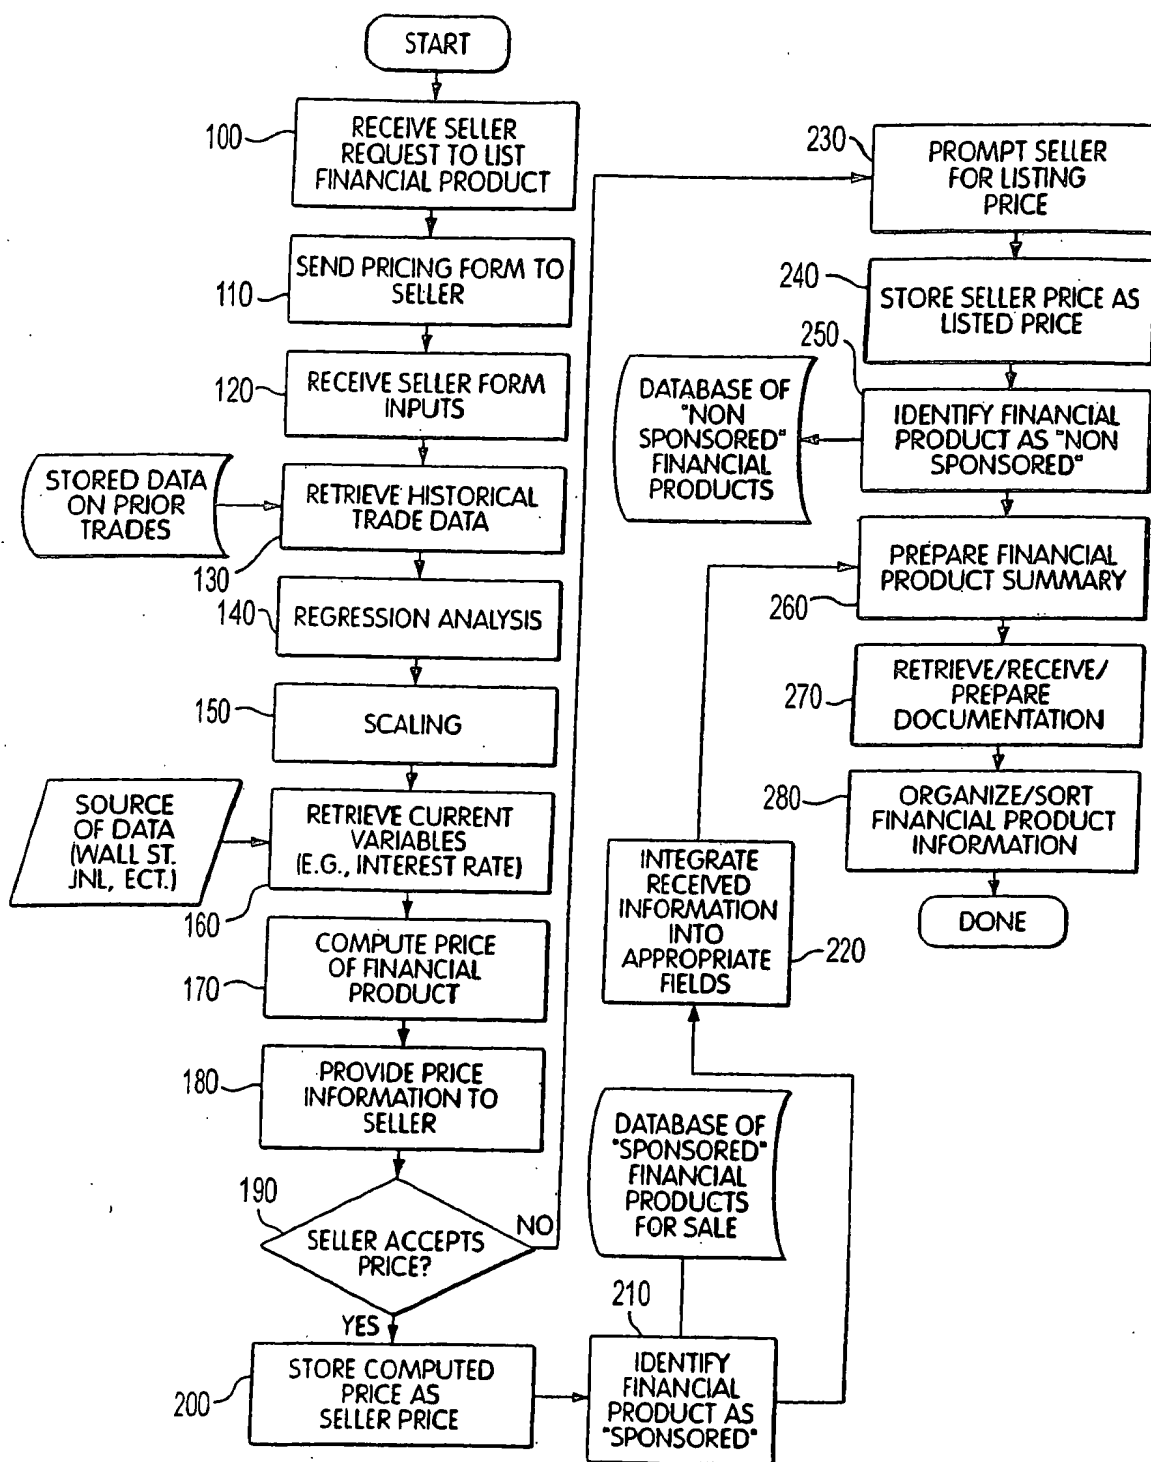 START
100
RECEIVE SELLER
REQUEST TO LIST
FINANCIAL PRODUCT
110
SEND PRICING FORM TO
SELLER
120
RECEIVE SELLER FORM
INPUTS
STORED DATA
ON PRIOR
TRADES
RETRIEVE HISTORICAL
TRADE DATA
130
140
REGRESSION ANALYSIS
150
SCALING
SOURCE
OF DATA
(WALL ST.
JNL, ECT.)
RETRIEVE CURRENT
VARIABLES
(E.G., INTEREST RATE)
160
COMPUTE PRICE
OF FINANCIAL
PRODUCT
170
180
PROVIDE PRICE
INFORMATION TO
SELLER
190
SELLER ACCEPTS
PRICE?
NO
YES
200
STORE COMPUTED
PRICE AS
SELLER PRICE
210
IDENTIFY
FINANCIAL
PRODUCT AS
"SPONSORED"
DATABASE OF
"SPONSORED"
FINANCIAL
PRODUCTS
FOR SALE
INTEGRATE
RECEIVED
INFORMATION
INTO
APPROPRIATE
FIELDS
220
230
PROMPT SELLER
FOR LISTING
PRICE
240
STORE SELLER PRICE AS
LISTED PRICE
250
IDENTIFY FINANCIAL
PRODUCT AS "NON
SPONSORED"
DATABASE OF
"NON
SPONSORED"
FINANCIAL
PRODUCTS
PREPARE FINANCIAL
PRODUCT SUMMARY
260
270
RETRIEVE/RECEIVE/
PREPARE
DOCUMENTATION
280
ORGANIZE/SORT
FINANCIAL PRODUCT
INFORMATION
DONE